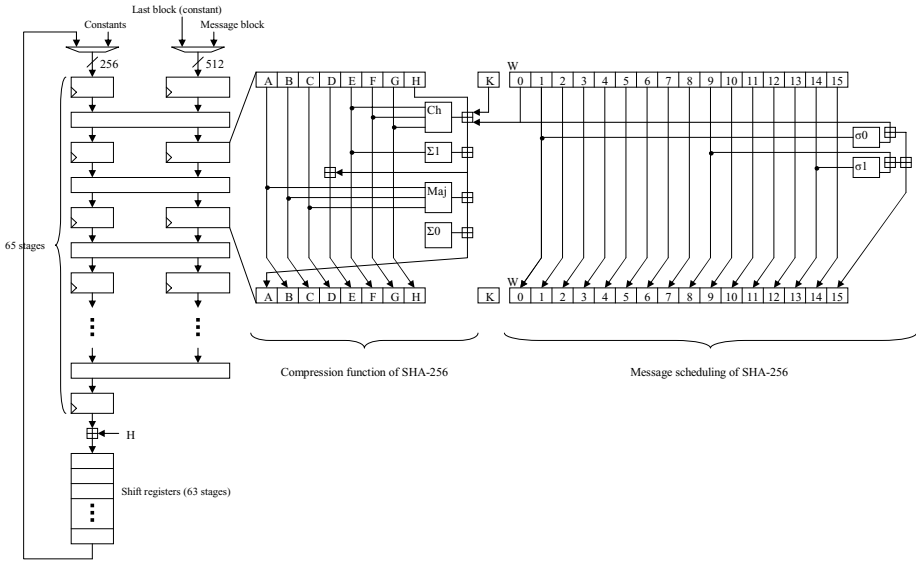 Last block (constant)
Constants
Message block
256
512
65 stages
H
Shift registers (63 stages)
A B C D E F G H
K
W
0 1 2 3 4 5 6 7 8 9 10 11 12 13 14 15
Ch
Σ1
Maj
Σ0
σ0
σ1
A B C D E F G H
K
W
0 1 2 3 4 5 6 7 8 9 10 11 12 13 14 15
Compression function of SHA-256
Message scheduling of SHA-256